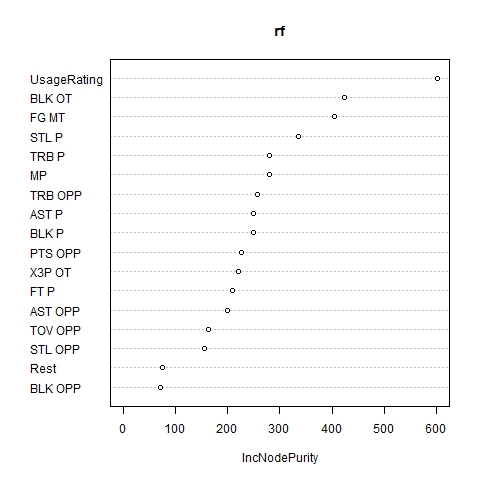 rf
UsageRating
BLK OT
FG MT
STL P
TRB P
MP
TRB OPP
AST P
BLK P
PTS OPP
X3P OT
FT P
AST OPP
TOV OPP
STL OPP
Rest
BLK OPP
0 100 200 300 400 500 600
IncNodePurity